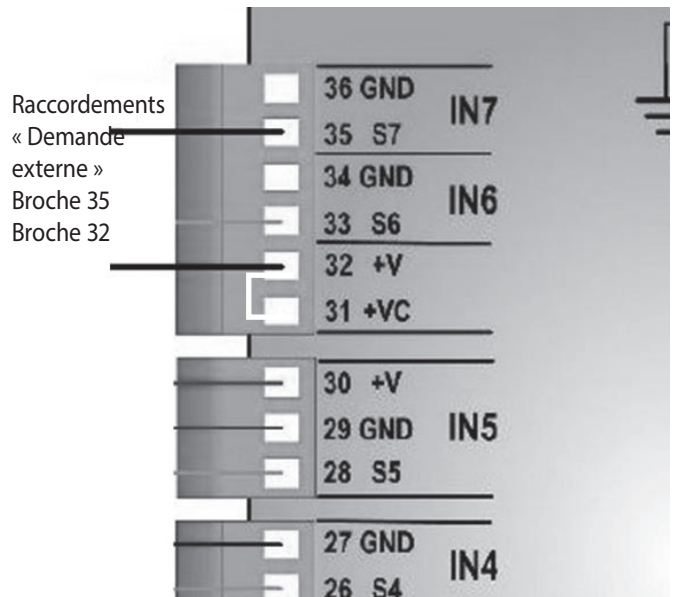 Raccordements
« Demande
externe »
Broche 35
Broche 32
36 GND
IN7
35 S7
34 GND
IN6
33 S6
32 +V
31 +VC
30 +V
29 GND IN5
28 S5
27 GND
IN4
26 S4